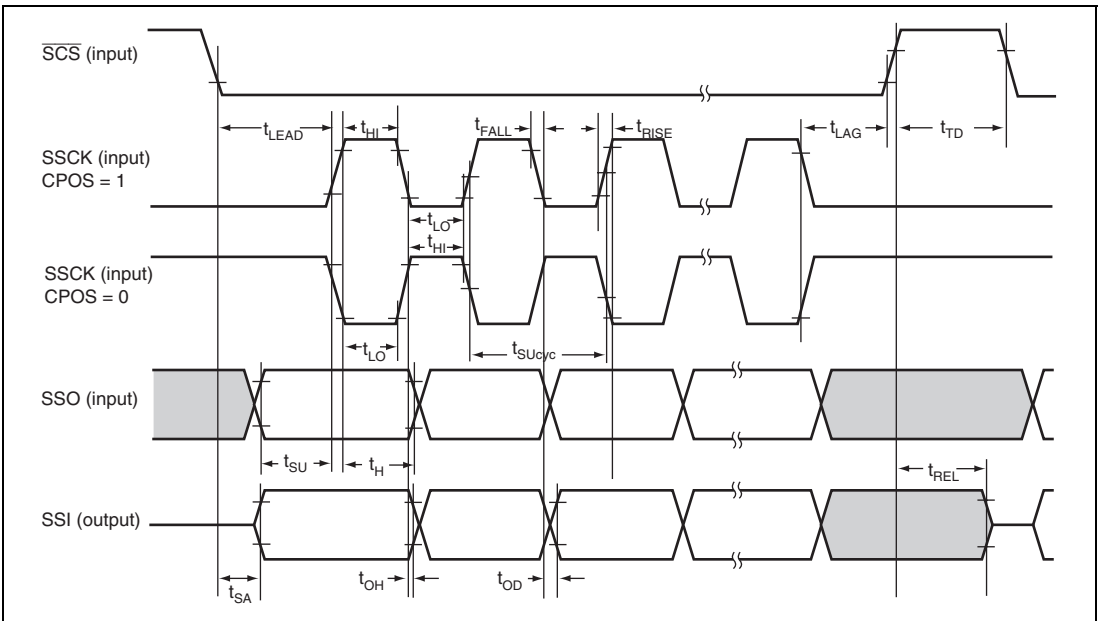 SCS (input)
tLEAD
tHI
tFALL
tRISE
tLAG
tTD
SSCK (input)
CPOS = 1
tLO
tHI
SSCK (input)
CPOS = 0
tLO
tSUcyc
SSO (input)
tSU
tH
tREL
SSI (output)
tSA
tOH
tOD